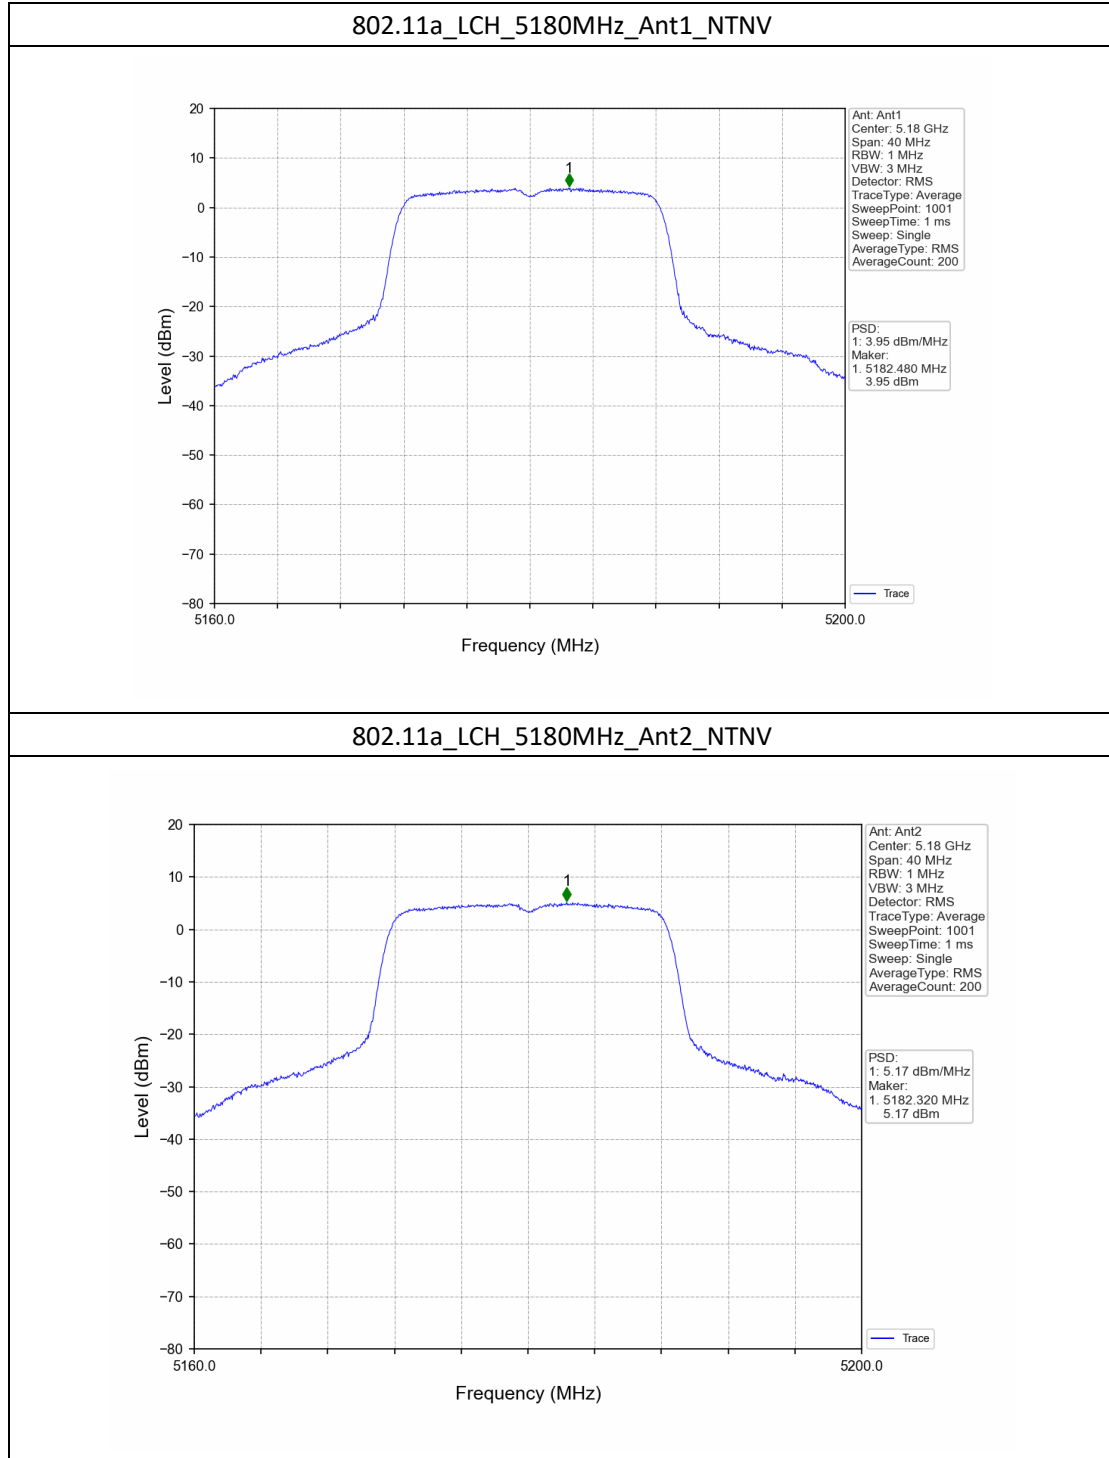 802.11a_LCH_5180MHz_Ant1_NTNV
20
10
0
−10
−20
−30
−40
−50
−60
−70
−80
Level (dBm)
5160.0
5200.0
Frequency (MHz)
1
Ant: Ant1
Center: 5.18 GHz
Span: 40 MHz
RBW: 1 MHz
VBW: 3 MHz
Detector: RMS
TraceType: Average
SweepPoint: 1001
SweepTime: 1 ms
Sweep: Single
AverageType: RMS
AverageCount: 200
PSD:
1: 3.95 dBm/MHz
Maker:
1. 5182.480 MHz
3.95 dBm
Trace
802.11a_LCH_5180MHz_Ant2_NTNV
20
10
0
−10
−20
−30
−40
−50
−60
−70
−80
Level (dBm)
5160.0
5200.0
Frequency (MHz)
1
Ant: Ant2
Center: 5.18 GHz
Span: 40 MHz
RBW: 1 MHz
VBW: 3 MHz
Detector: RMS
TraceType: Average
SweepPoint: 1001
SweepTime: 1 ms
Sweep: Single
AverageType: RMS
AverageCount: 200
PSD:
1: 5.17 dBm/MHz
Maker:
1. 5182.320 MHz
5.17 dBm
Trace